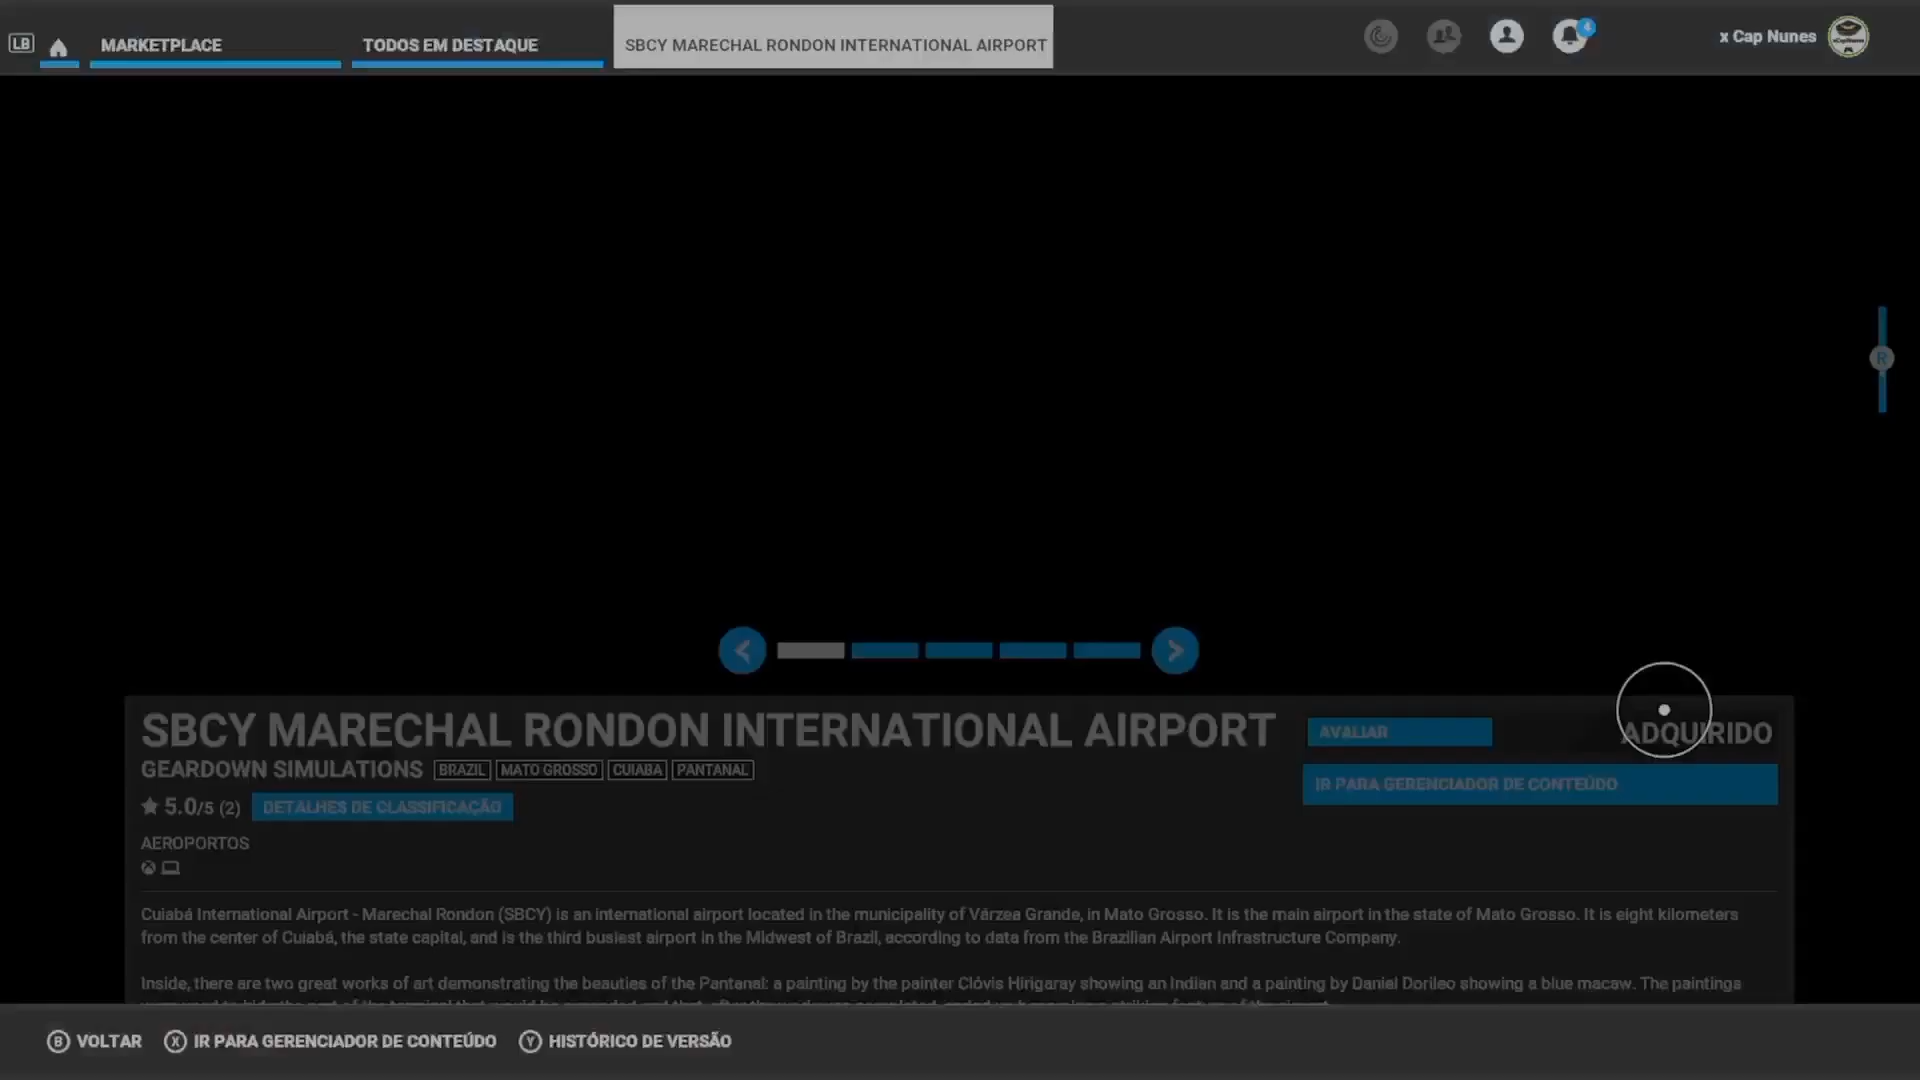 LB
MARKETPLACE
TODOS EM DESTAQUE
SBCY MARECHAL RONDON INTERNATIONAL AIRPORT
4
x Cap Nunes
R
SBCY MARECHAL RONDON INTERNATIONAL AIRPORT
AVALIAR
ADQUIRIDO
GEARDOWN SIMULATIONS BRAZIL MATO GROSSO CUIABA PANTANAL
IR PARA GERENCIADOR DE CONTEÚDO
5.0/5 (2) DETALHES DE CLASSIFICAÇÃO
AEROPORTOS
Cuiabá International Airport - Marechal Rondon (SBCY) is an international airport located in the municipality of Várzea Grande, in Mato Grosso. It is the main airport in the state of Mato Grosso. It is eight kilometers
from the center of Cuiabá, the state capital, and is the third busiest airport in the Midwest of Brazil, according to data from the Brazilian Airport Infrastructure Company.
Inside, there are two great works of art demonstrating the beauties of the Pantanal: a painting by the painter Clóvis Hirigaray showing an Indian and a painting by Daniel Dorileo showing a blue macaw. The paintings
B VOLTAR X IR PARA GERENCIADOR DE CONTEÚDO Y HISTÓRICO DE VERSÃO